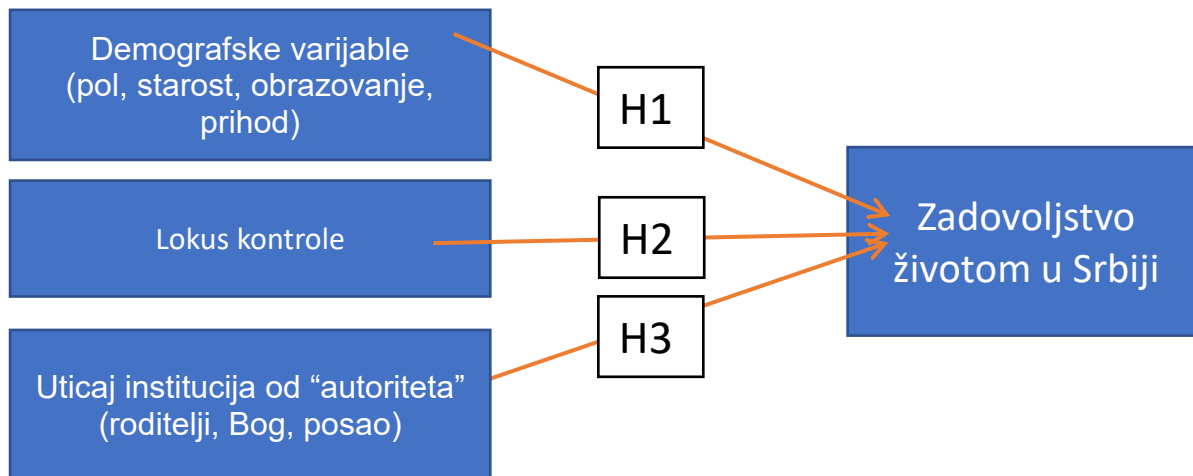 Demografske varijable
(pol, starost, obrazovanje,
prihod)
H1
Lokus kontrole
H2
Zadovoljstvo
životom u Srbiji
H3
Uticaj institucija od “autoriteta”
(roditelji, Bog, posao)